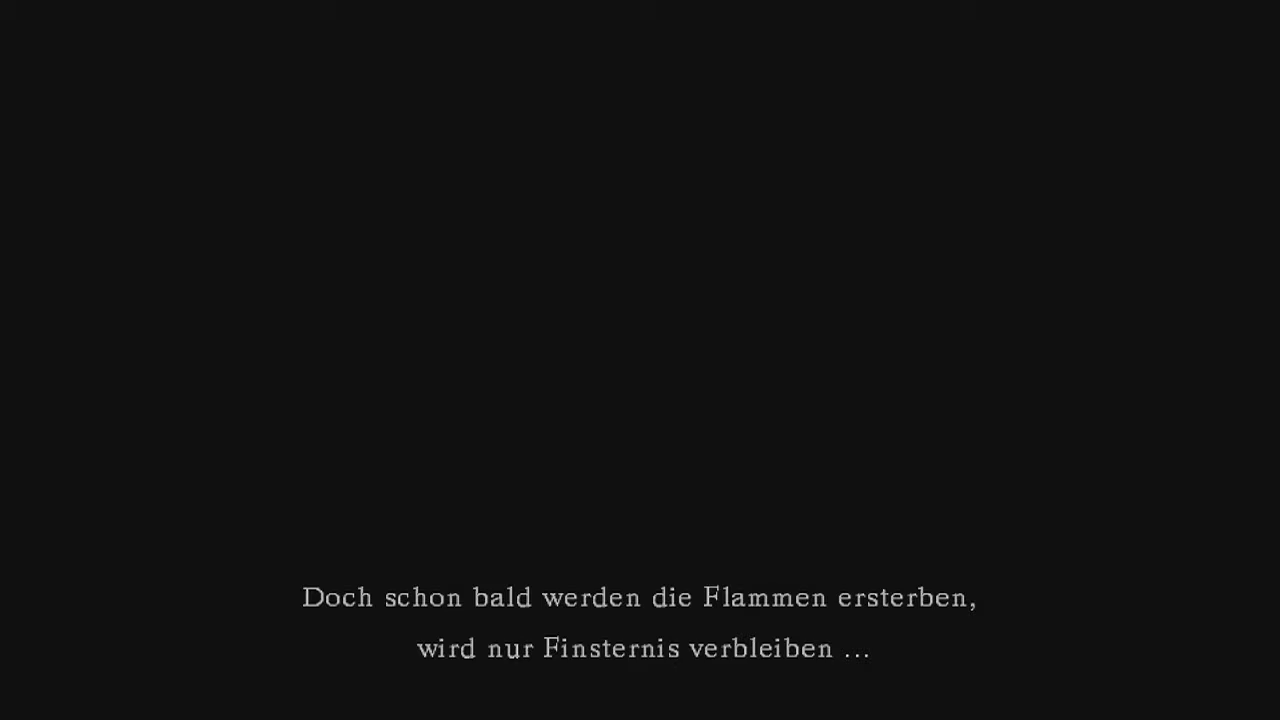 Doch schon bald werden die Flammen ersterben,
wird nur Finsternis verbleiben ...